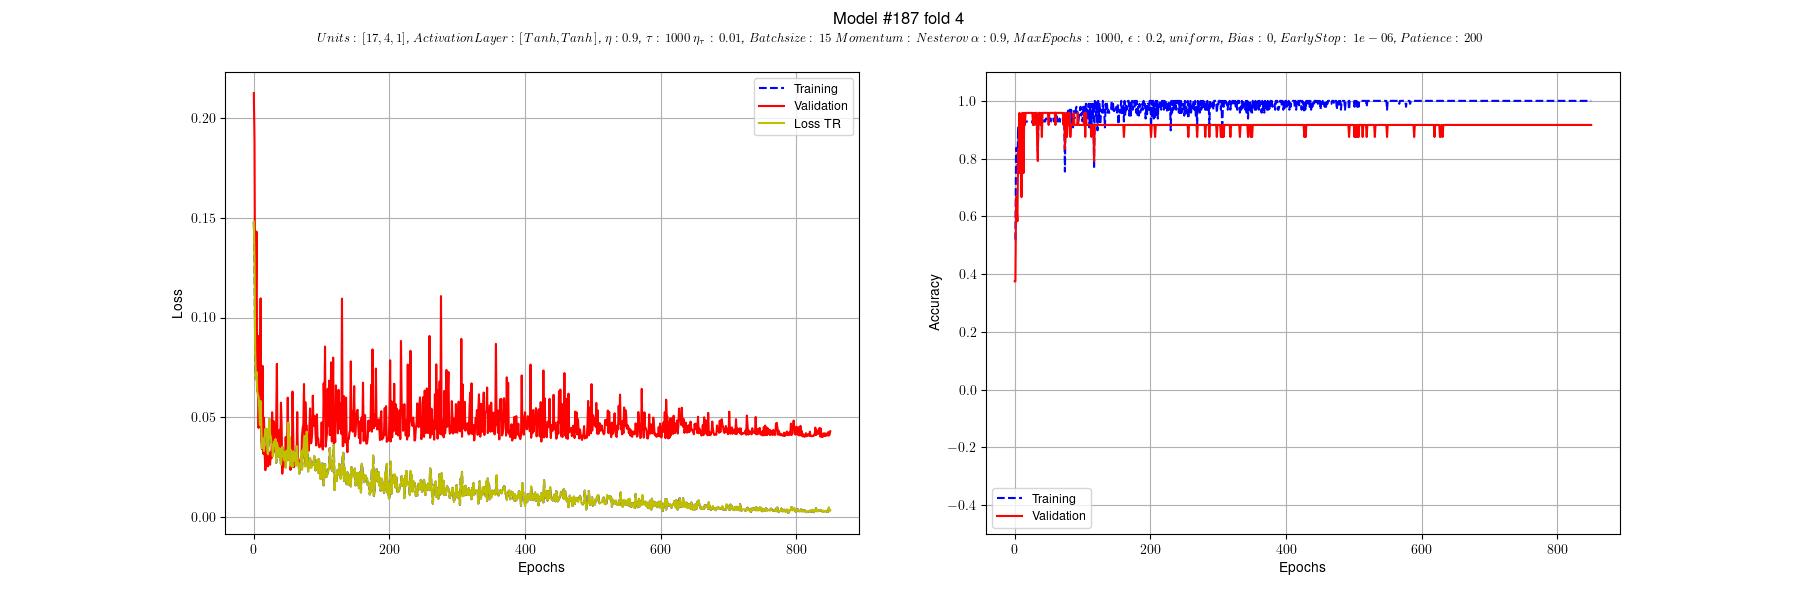 Model #187 fold 4
Units : [17, 4, 1], ActivationLayer : [Tanh, Tanh], η : 0.9, τ : 1000 ητ : 0.01, Batchsize : 15 Momentum : Nesterov α : 0.9, MaxEpochs : 1000, ϵ : 0.2, uniform, Bias : 0, EarlyStop : 1e − 06, Patience : 200
Training
Validation
Loss TR
0.20
0.15
0.10
0.05
0.00
Loss
0 200 400 600 800
Epochs
1.0
0.8
0.6
0.4
0.2
0.0
−0.2
−0.4
Accuracy
Training
Validation
0 200 400 600 800
Epochs